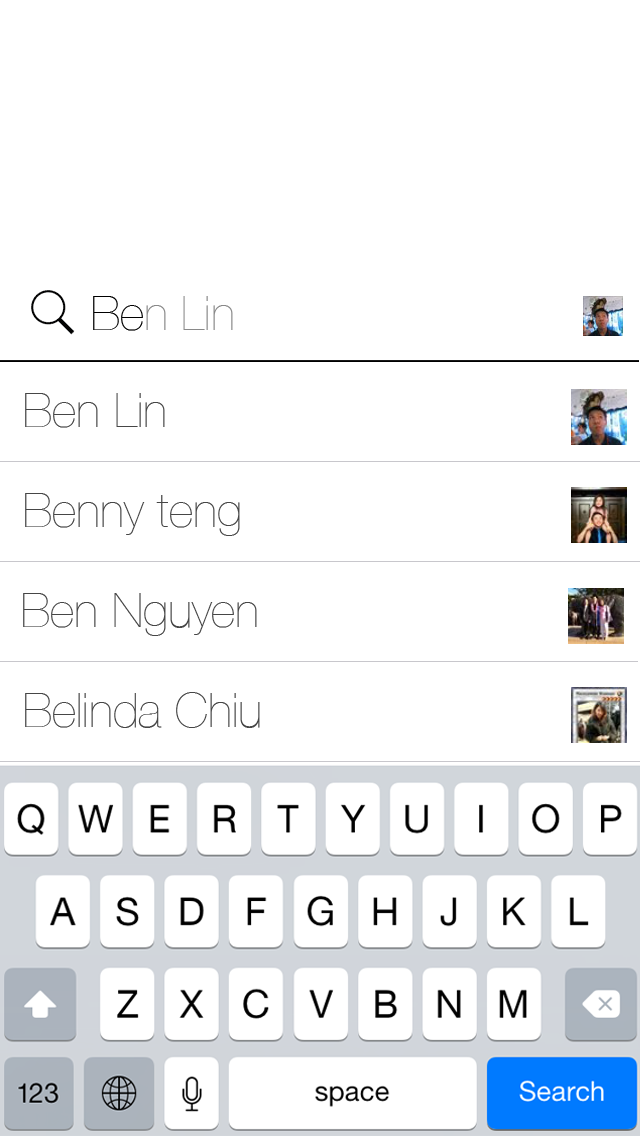 Ben Lin
Ben Lin
Benny teng
Ben Nguyen
Belinda Chiu
Q W E R T Y U I O P
A S D F G H J K L
Z X C V B N M
123 space Search